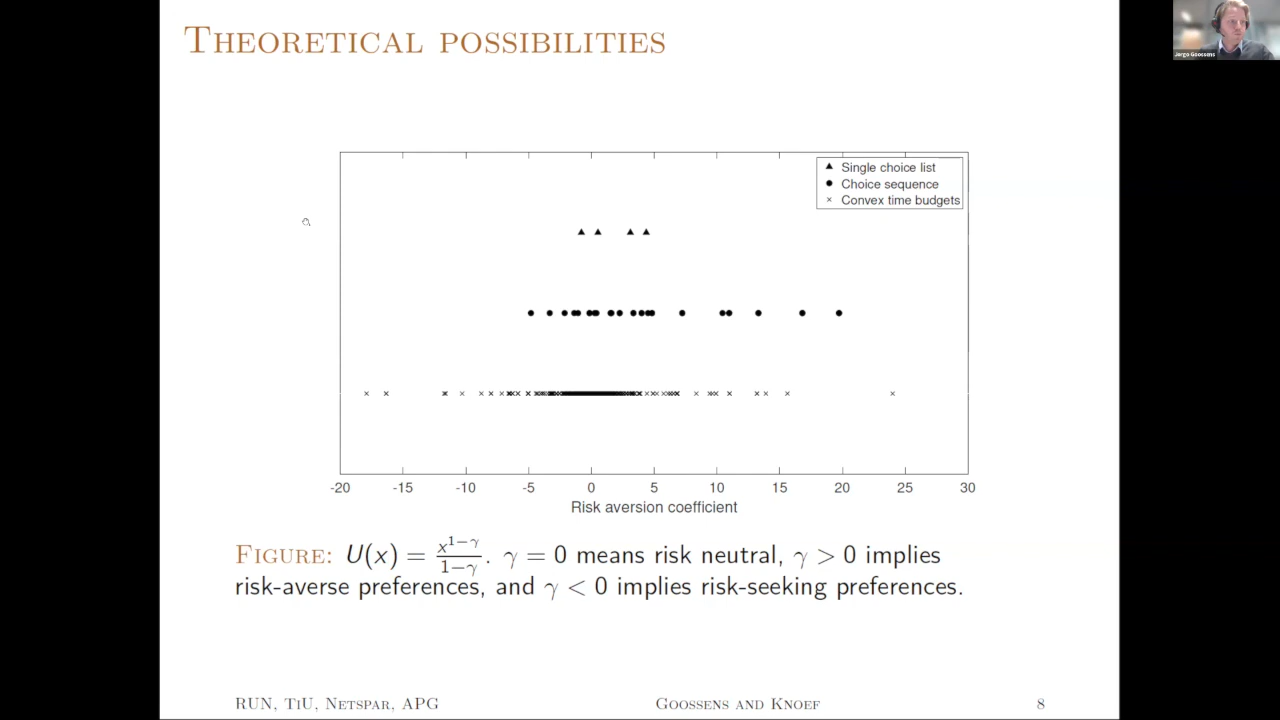 THEORETICAL POSSIBILITIES
Jorgo Goossens
Single choice list
Choice sequence
Convex time budgets
-20 -15 -10 -5 0 5 10 15 20 25 30
Risk aversion coefficient
FIGURE: U(x) = x^{1−γ}/1−γ. γ = 0 means risk neutral, γ > 0 implies
risk-averse preferences, and γ < 0 implies risk-seeking preferences.
RUN, TIU, NETSPAR, APG GOOSSENS AND KNOEF 8